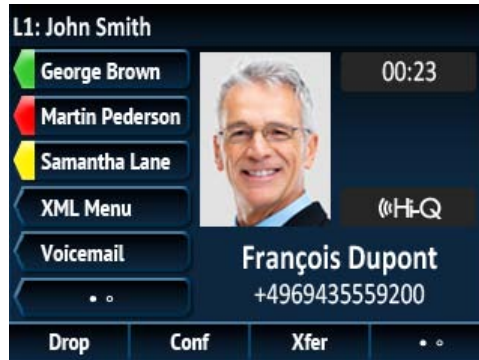 L1: John Smith
George Brown
00:23
Martin Pederson
Samantha Lane
XML Menu
Hi-Q
Voicemail
François Dupont
+4969435559200
Drop Conf Xfer